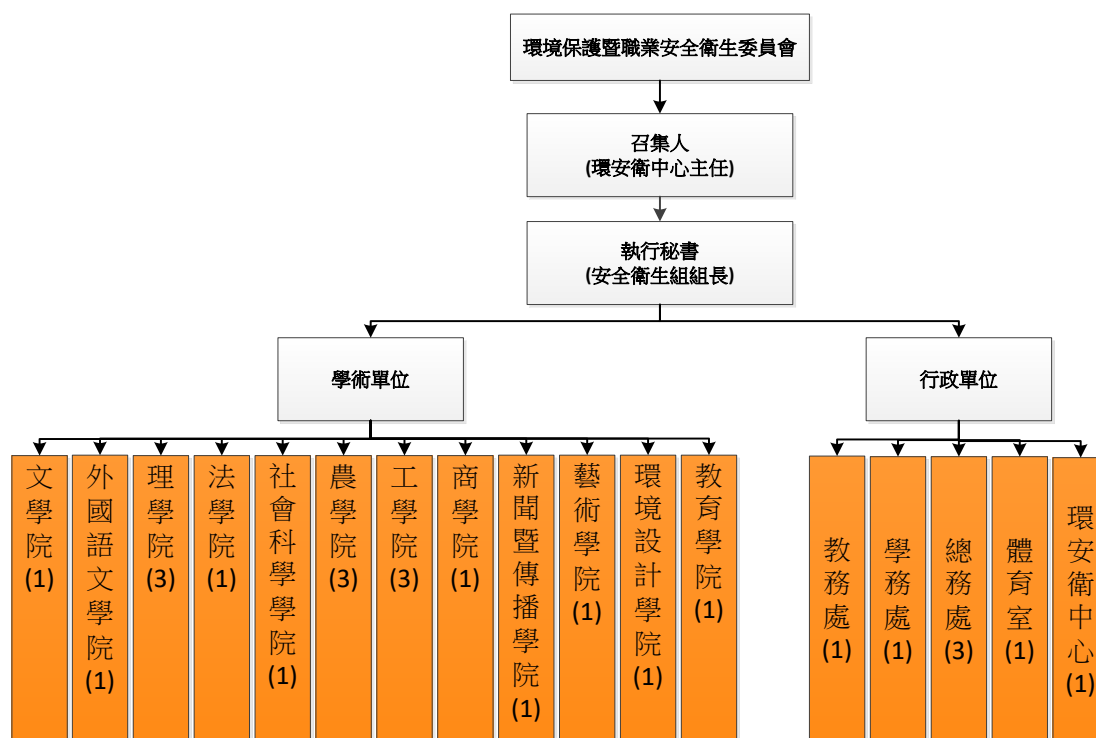 環境保護暨職業安全衛生委員會
召集人
(環安衛中心主任)
執行秘書
(安全衛生組組長)
學術單位
行政單位
文學院(1)
外國語文學院(1)
理學院(3)
法學院(1)
社會科學學院(1)
農學院(3)
工學院(3)
商學院(1)
新聞暨傳播學院(1)
藝術學院(1)
環境設計學院(1)
教育學院(1)
教務處(1)
學務處(1)
總務處(3)
體育室(1)
環安衛中心(1)